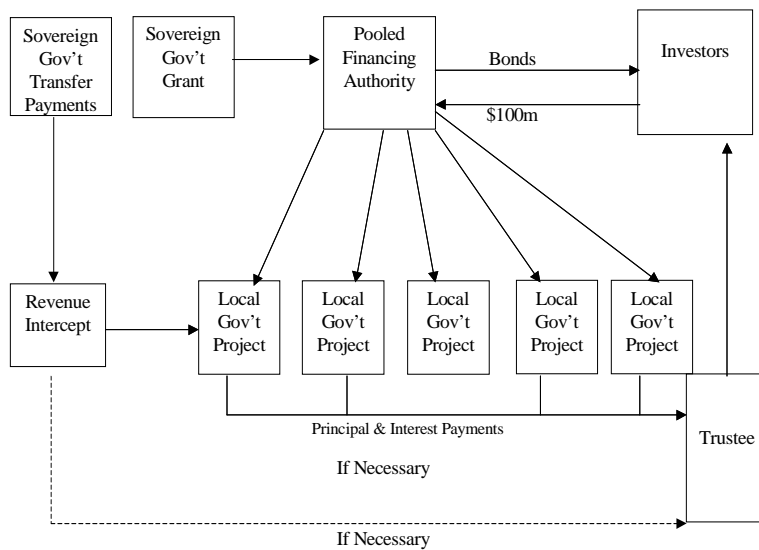 Sovereign
Gov't
Transfer
Payments
Sovereign
Gov't
Grant
Pooled
Financing
Authority
Bonds
$100m
Investors
Revenue
Intercept
Local
Gov't
Project
Local
Gov't
Project
Local
Gov't
Project
Local
Gov't
Project
Local
Gov't
Project
Principal & Interest Payments
Trustee
If Necessary
If Necessary